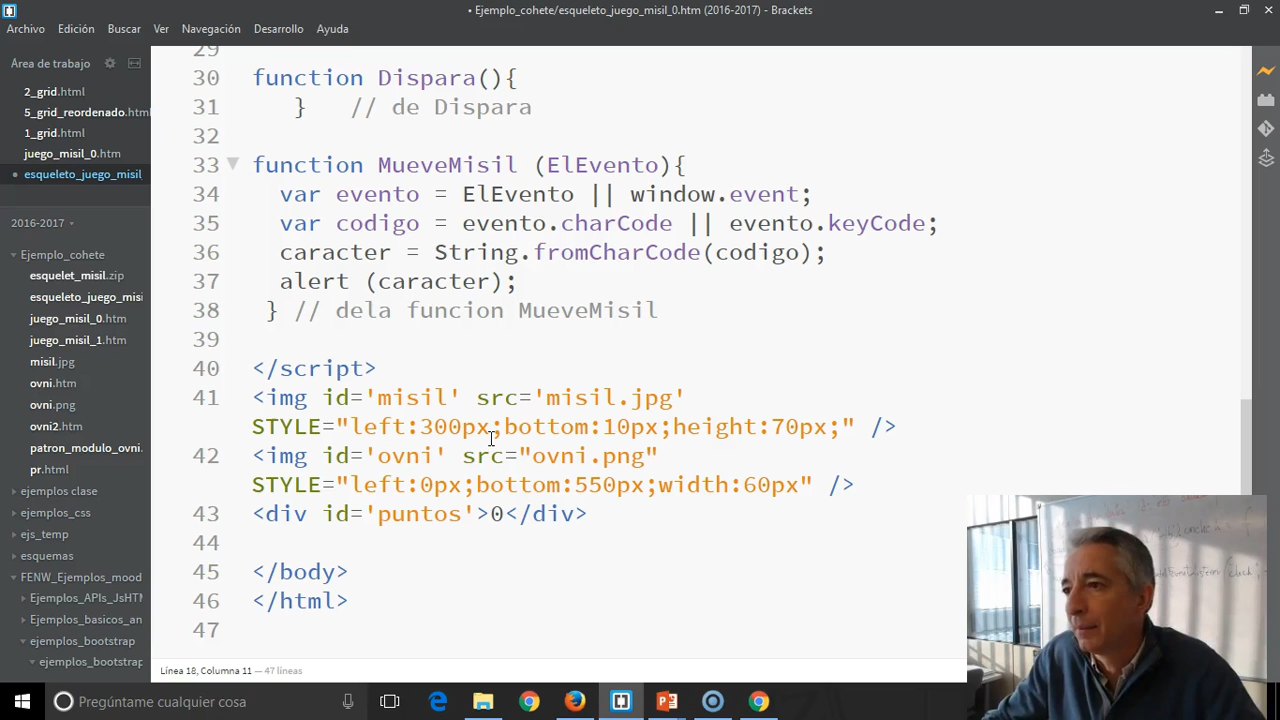 • Ejemplo_cohete/esqueleto_juego_misil_0.htm (2016-2017) - Brackets
Archivo Edición Buscar Ver Navegación Desarrollo Ayuda
Área de trabajo
2_grid.html
5_grid_reordenado.html
1_grid.html
juego_misil_0.htm
esqueleto_juego_misil
2016-2017
Ejemplo_cohete
esquelet_misil.zip
esqueleto_juego_misi
juego_misil_0.htm
juego_misil_1.htm
misil.jpg
ovni.htm
ovni.png
ovni2.htm
patron_modulo_ovni.
pr.html
ejemplos clase
ejemplos_css
ejs_temp
esquemas
FENW_Ejemplos_mood
Ejemplos_APIs_JsHTM
Ejemplos_basicos_an
ejemplos_bootstrap
ejemplos_bootstrap
29
30 function Dispara(){
31 } // de Dispara
32
33 function MueveMisil (ElEvento){
34 var evento = ElEvento || window.event;
35 var codigo = evento.charCode || evento.keyCode;
36 caracter = String.fromCharCode(codigo);
37 alert (caracter);
38 } // dela funcion MueveMisil
39
40 </script>
41 <img id='misil' src='misil.jpg'
STYLE="left:300px;bottom:10px;height:70px;" />
42 <img id='ovni' src="ovni.png"
STYLE="left:0px;bottom:550px;width:60px" />
43 <div id='puntos'>0</div>
44
45 </body>
46 </html>
47
Línea 18, Columna 11 — 47 líneas
Pregúntame cualquier cosa